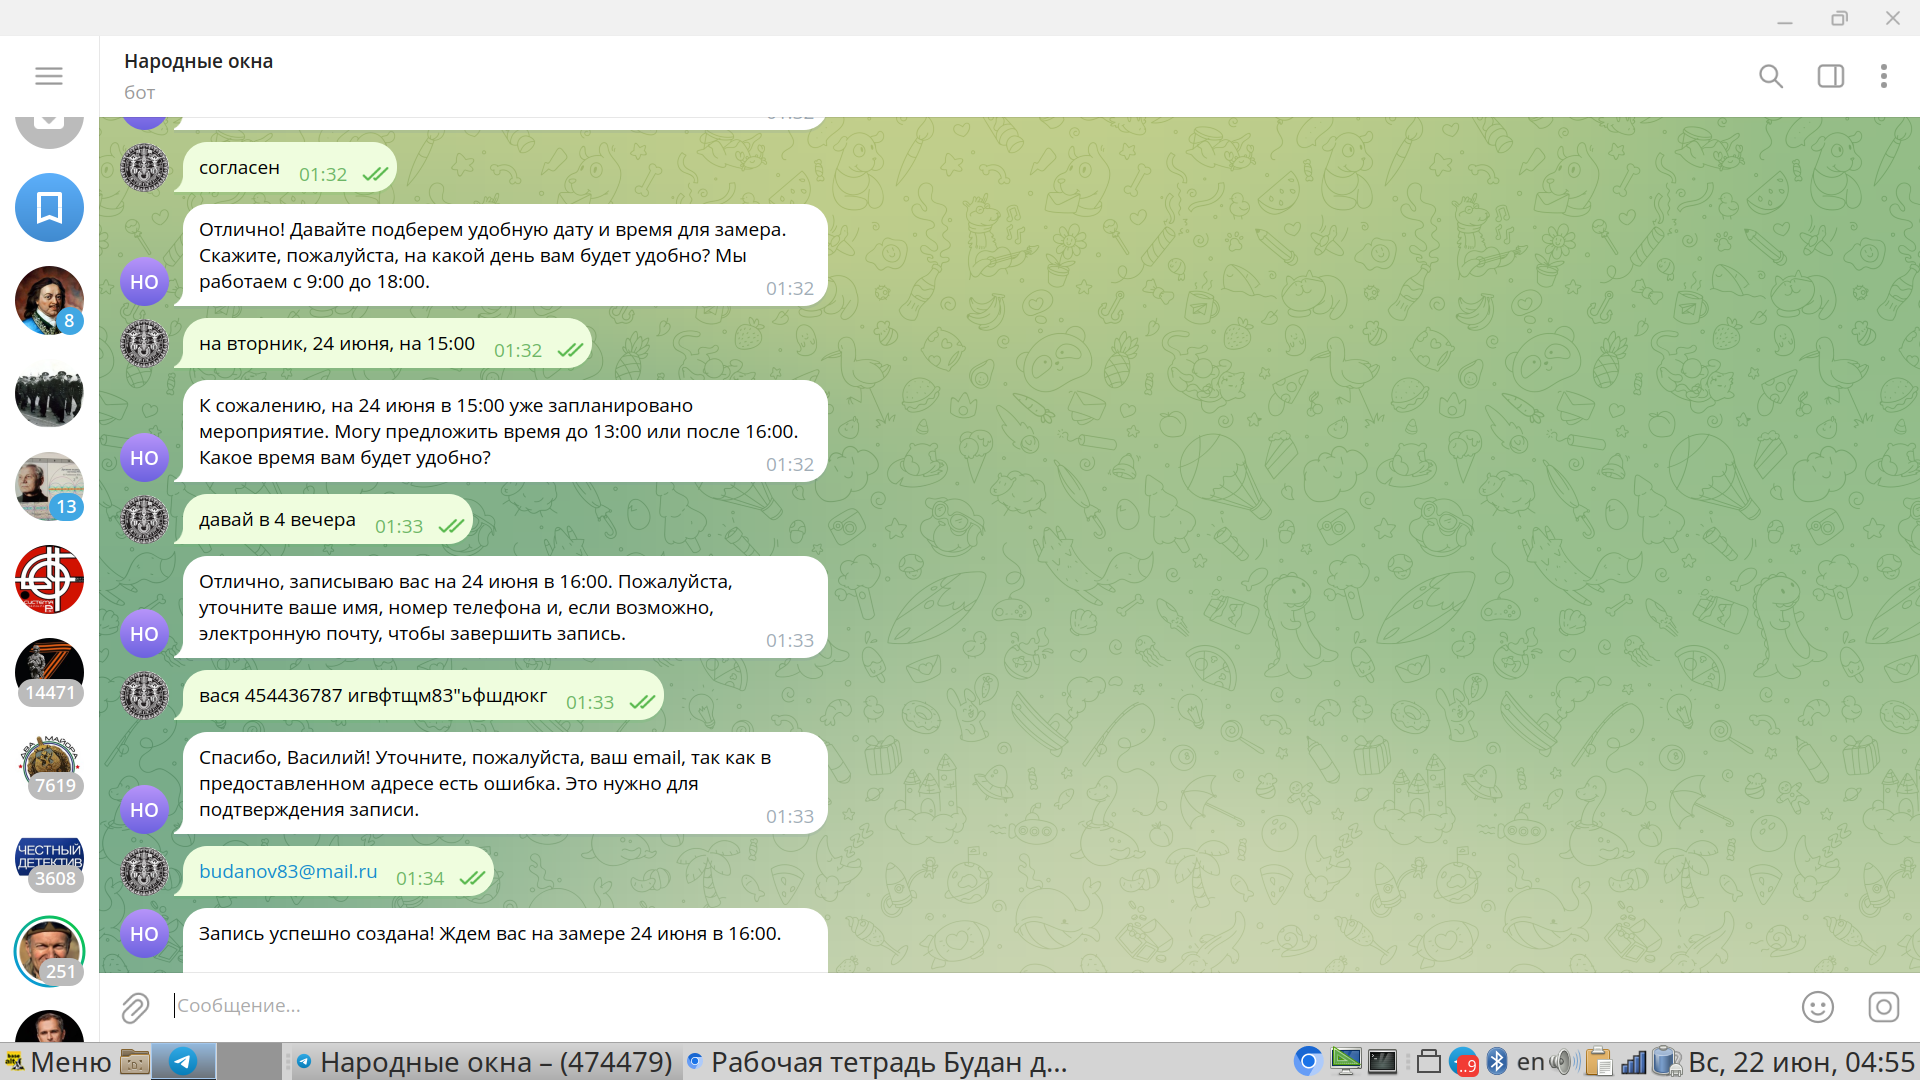 Народные окна
бот
согласен 01:32
Отлично! Давайте подберем удобную дату и время для замера.
Скажите, пожалуйста, на какой день вам будет удобно? Мы
работаем с 9:00 до 18:00.
01:32
НО
на вторник, 24 июня, на 15:00 01:32
К сожалению, на 24 июня в 15:00 уже запланировано
мероприятие. Могу предложить время до 13:00 или после 16:00.
Какое время вам будет удобно?
01:32
НО
давай в 4 вечера 01:33
Отлично, записываю вас на 24 июня в 16:00. Пожалуйста,
уточните ваше имя, номер телефона и, если возможно,
электронную почту, чтобы завершить запись.
01:33
НО
вася 454436787 игвфтщм83"ьфшдюкг 01:33
Спасибо, Василий! Уточните, пожалуйста, ваш email, так как в
предоставленном адресе есть ошибка. Это нужно для
подтверждения записи.
01:33
НО
budanov83@mail.ru 01:34
НО
Запись успешно создана! Ждем вас на замере 24 июня в 16:00.
Сообщение...
8
13
14471
ДВА МАЙОРА
7619
ЧЕСТНЫЙ
ДЕТЕКТИВ
3608
251
Меню
Народные окна – (474479)
Рабочая тетрадь Будан д...
..9
en
Вс, 22 июн, 04:55